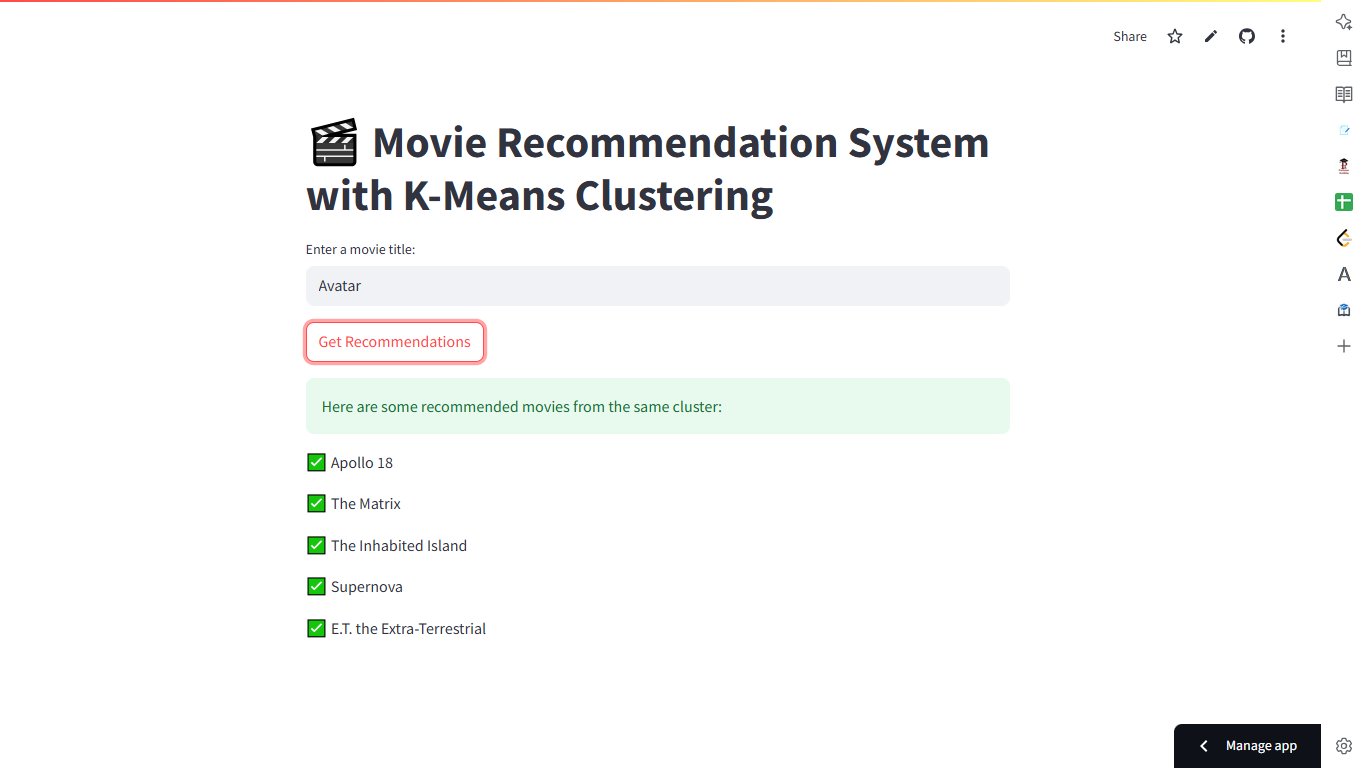 Share
🎬 Movie Recommendation System
with K-Means Clustering
Enter a movie title:
Avatar
Get Recommendations
Here are some recommended movies from the same cluster:
✅ Apollo 18
✅ The Matrix
✅ The Inhabited Island
✅ Supernova
✅ E.T. the Extra-Terrestrial
Manage app